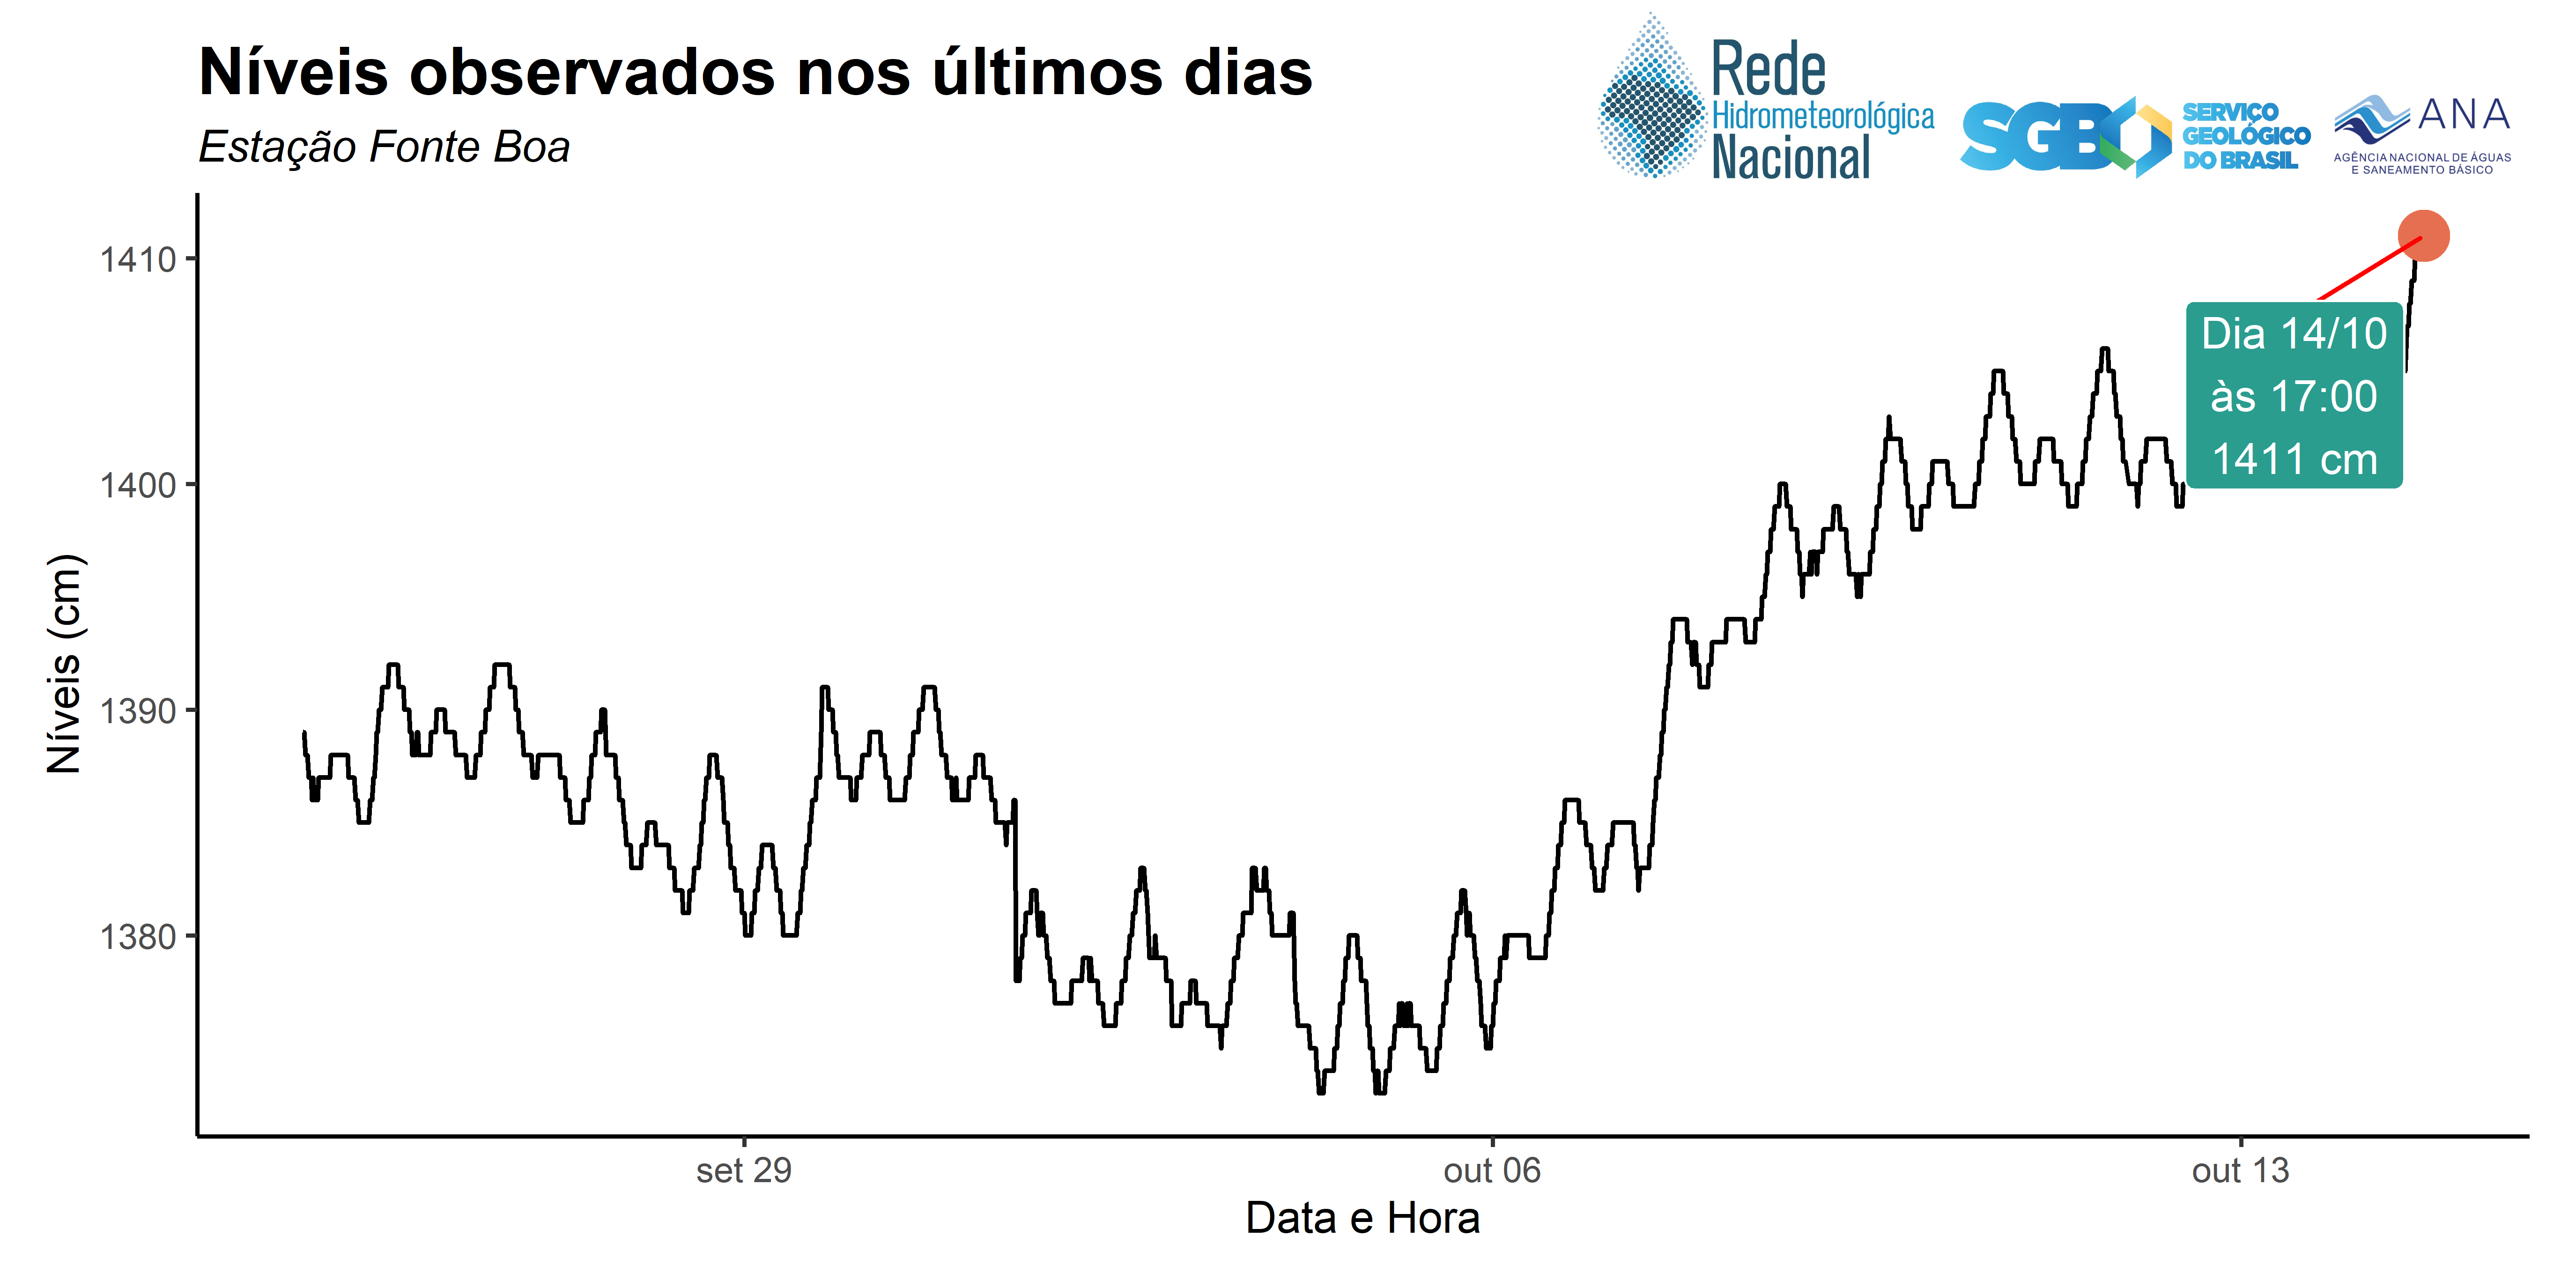 Níveis observados nos últimos dias
Estação Fonte Boa
Rede
Hidrometeorológica
Nacional
SGB
SERVIÇO
GEOLÓGICO
DO BRASIL
ANA
AGÊNCIA NACIONAL DE ÁGUAS
E SANEAMENTO BÁSICO
1410
1400
1390
1380
Níveis (cm)
Dia 14/10
às 17:00
1411 cm
set 29
out 06
out 13
Data e Hora